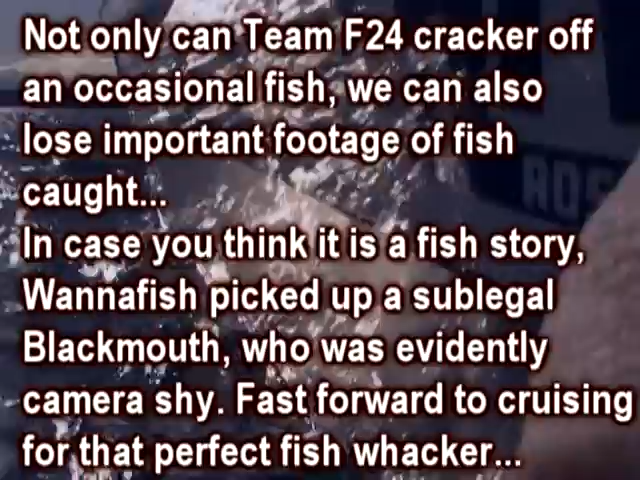 Not only can Team F24 cracker off
an occasional fish, we can also
lose important footage of fish
caught...
In case you think it is a fish story,
Wannafish picked up a sublegal
Blackmouth, who was evidently
camera shy. Fast forward to cruising
for that perfect fish whacker...